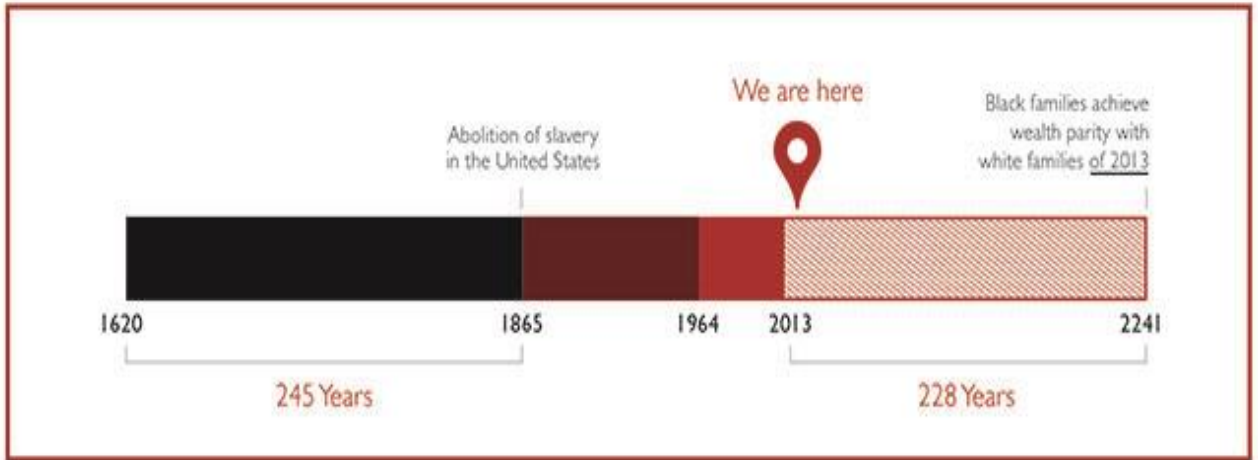 We are here
Abolition of slavery
in the United States
Black families achieve
wealth parity with
white families of 2013
1620
1865
1964
2013
2241
245 Years
228 Years